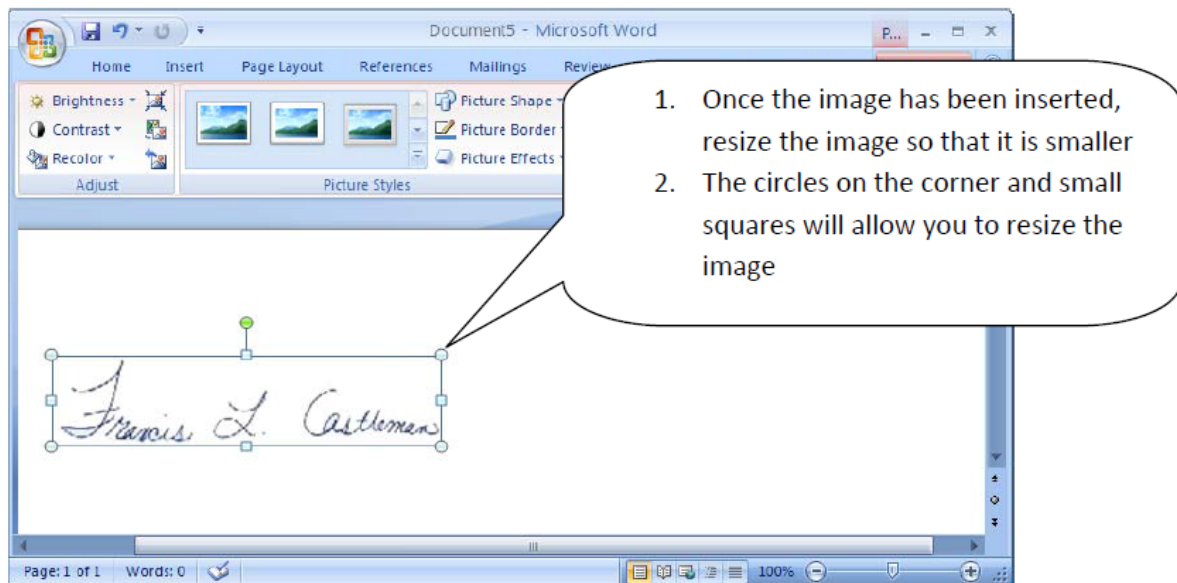 Document5 - Microsoft Word
P...
Home Insert Page Layout References Mailings Review
Brightness
Contrast
Recolor
Adjust
Picture Shape
Picture Border
Picture Effects
Picture Styles
1. Once the image has been inserted,
resize the image so that it is smaller
2. The circles on the corner and small
squares will allow you to resize the
image
Francis L. Castleman
Page: 1 of 1 Words: 0 100%